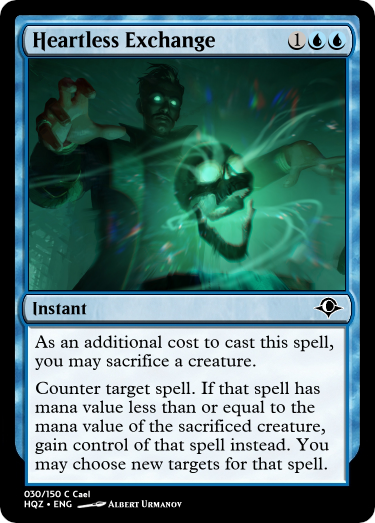 Heartless Exchange 1
Instant
As an additional cost to cast this spell,
you may sacrifice a creature.
Counter target spell. If that spell has
mana value less than or equal to the
mana value of the sacrificed creature,
gain control of that spell instead. You
may choose new targets for that spell.
030/150 C Cael
HQZ • ENG Albert Urmanov